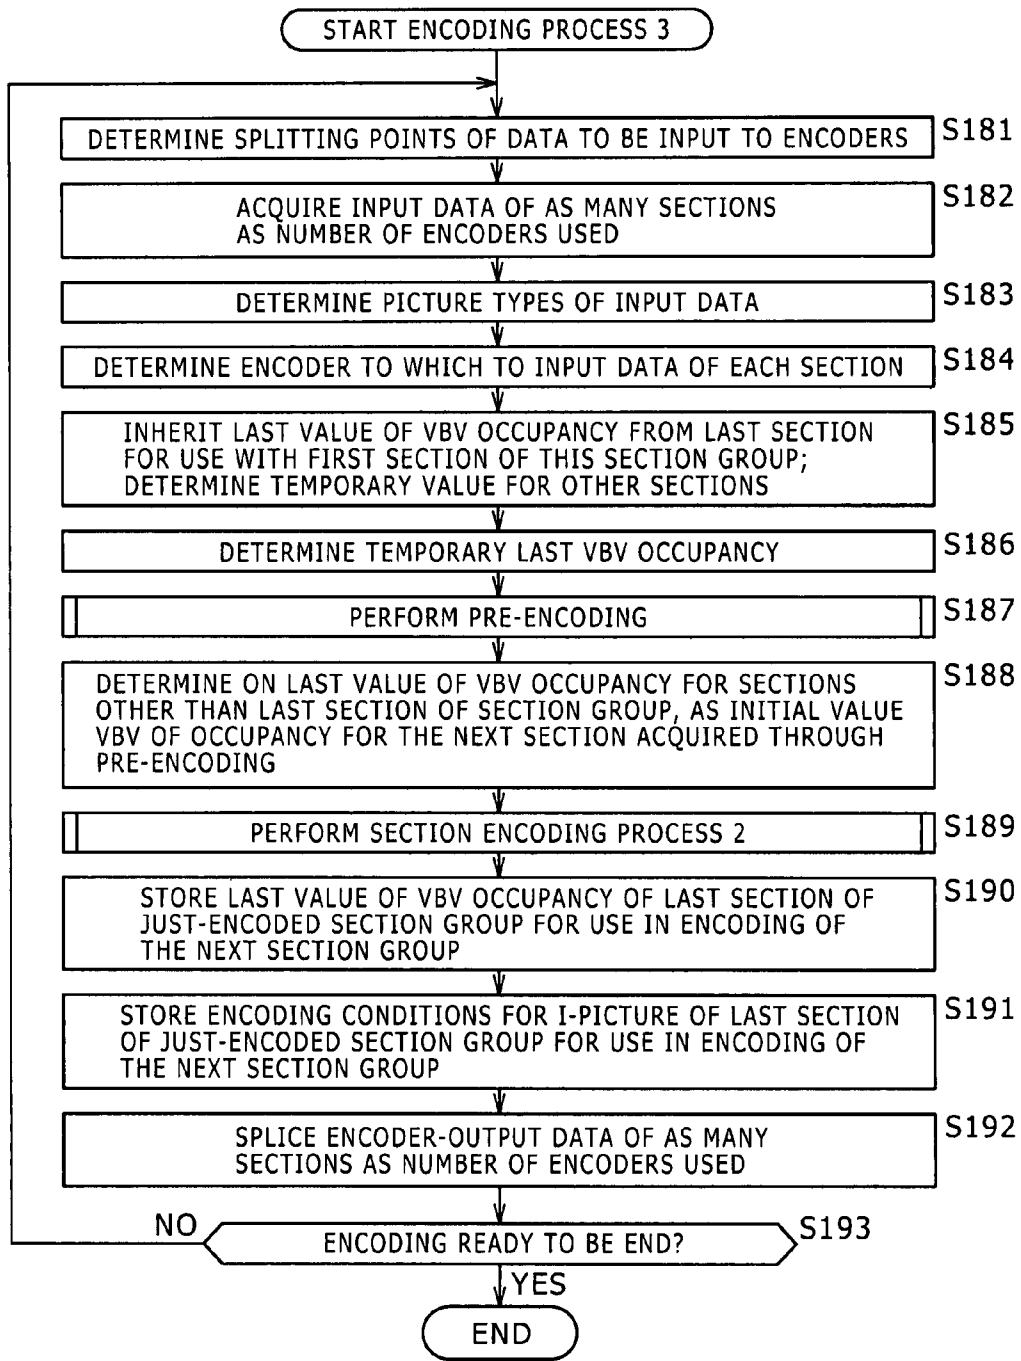 START ENCODING PROCESS 3
DETERMINE SPLITTING POINTS OF DATA TO BE INPUT TO ENCODERS
S181
ACQUIRE INPUT DATA OF AS MANY SECTIONS
AS NUMBER OF ENCODERS USED
S182
DETERMINE PICTURE TYPES OF INPUT DATA
S183
DETERMINE ENCODER TO WHICH TO INPUT DATA OF EACH SECTION
S184
INHERIT LAST VALUE OF VBV OCCUPANCY FROM LAST SECTION
FOR USE WITH FIRST SECTION OF THIS SECTION GROUP;
DETERMINE TEMPORARY VALUE FOR OTHER SECTIONS
S185
DETERMINE TEMPORARY LAST VBV OCCUPANCY
S186
PERFORM PRE-ENCODING
S187
DETERMINE ON LAST VALUE OF VBV OCCUPANCY FOR SECTIONS
OTHER THAN LAST SECTION OF SECTION GROUP, AS INITIAL VALUE
VBV OF OCCUPANCY FOR THE NEXT SECTION ACQUIRED THROUGH
PRE-ENCODING
S188
PERFORM SECTION ENCODING PROCESS 2
S189
STORE LAST VALUE OF VBV OCCUPANCY OF LAST SECTION OF
JUST-ENCODED SECTION GROUP FOR USE IN ENCODING OF
THE NEXT SECTION GROUP
S190
STORE ENCODING CONDITIONS FOR I-PICTURE OF LAST SECTION
OF JUST-ENCODED SECTION GROUP FOR USE IN ENCODING OF
THE NEXT SECTION GROUP
S191
SPLICE ENCODER-OUTPUT DATA OF AS MANY
SECTIONS AS NUMBER OF ENCODERS USED
S192
NO
ENCODING READY TO BE END?
S193
YES
END